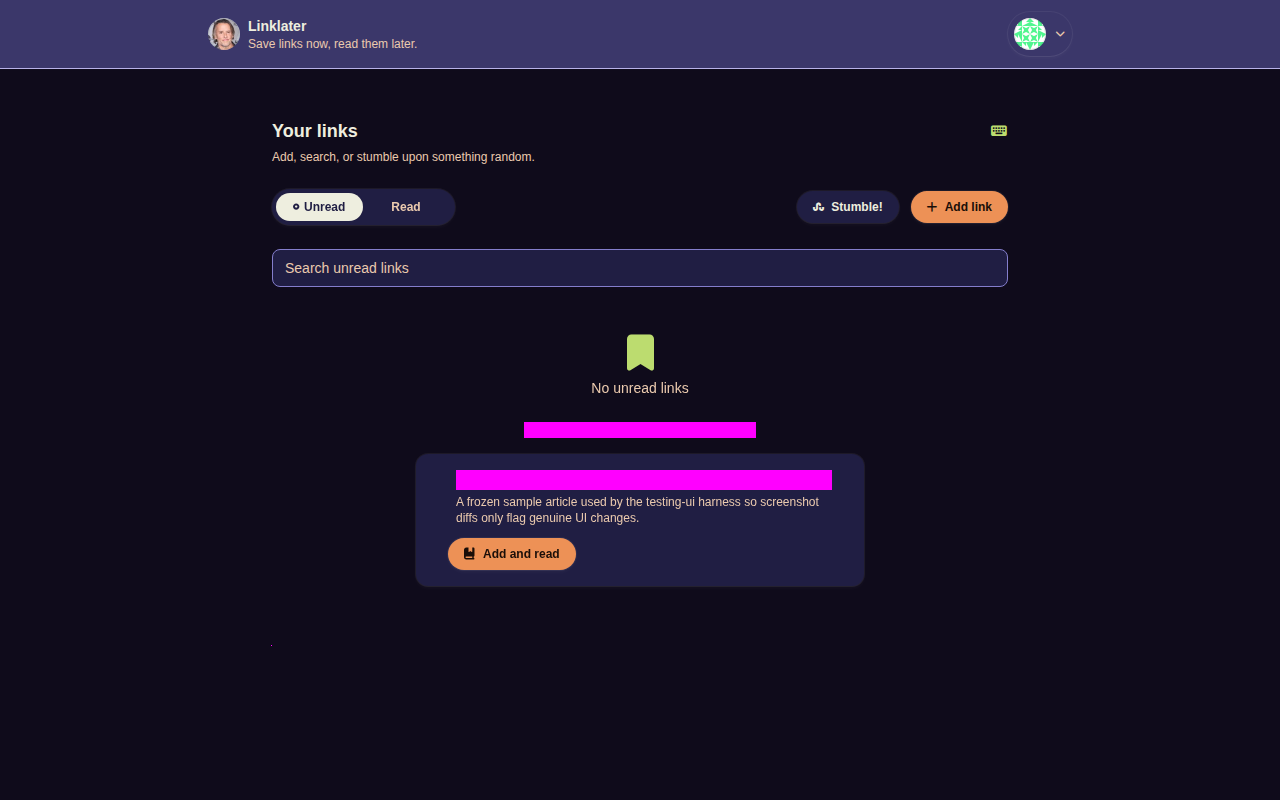 Linklater
Save links now, read them later.
Your links
Add, search, or stumble upon something random.
Unread
Read
Stumble!
Add link
Search unread links
No unread links
A frozen sample article used by the testing-ui harness so screenshot
diffs only flag genuine UI changes.
Add and read